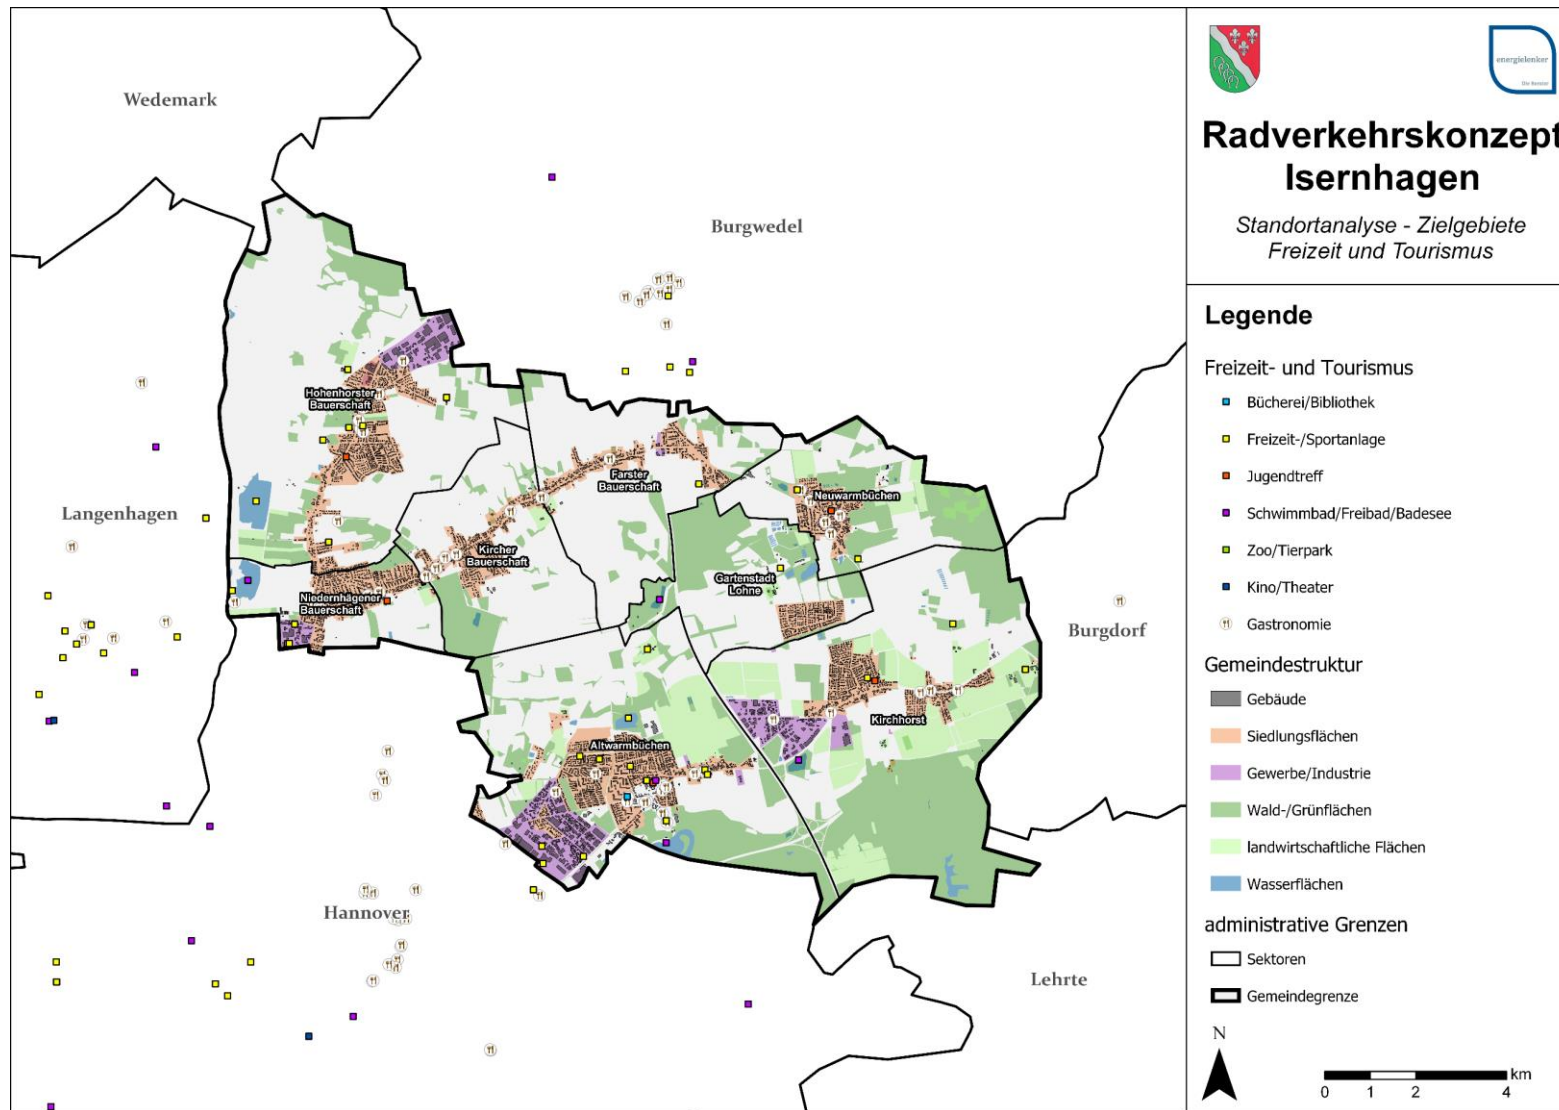 Wedemark
Burgwedel
Langenhagen
Burgdorf
Hannover
Lehrte
Hohenhorster
Bauerschaft
Farster
Bauerschaft
Neuwarmbüchen
Kircher
Bauerschaft
Gartenstadt
Lohne
Niedernhägener
Bauerschaft
Kirchhorst
Altwarmbüchen
energielenker
Die Berater
Radverkehrskonzept
Isernhagen
Standortanalyse - Zielgebiete
Freizeit und Tourismus
Legende
Freizeit- und Tourismus
Bücherei/Bibliothek
Freizeit-/Sportanlage
Jugendtreff
Schwimmbad/Freibad/Badesee
Zoo/Tierpark
Kino/Theater
Gastronomie
Gemeindestruktur
Gebäude
Siedlungsflächen
Gewerbe/Industrie
Wald-/Grünflächen
landwirtschaftliche Flächen
Wasserflächen
administrative Grenzen
Sektoren
Gemeindegrenze
N
km
0 1 2 4